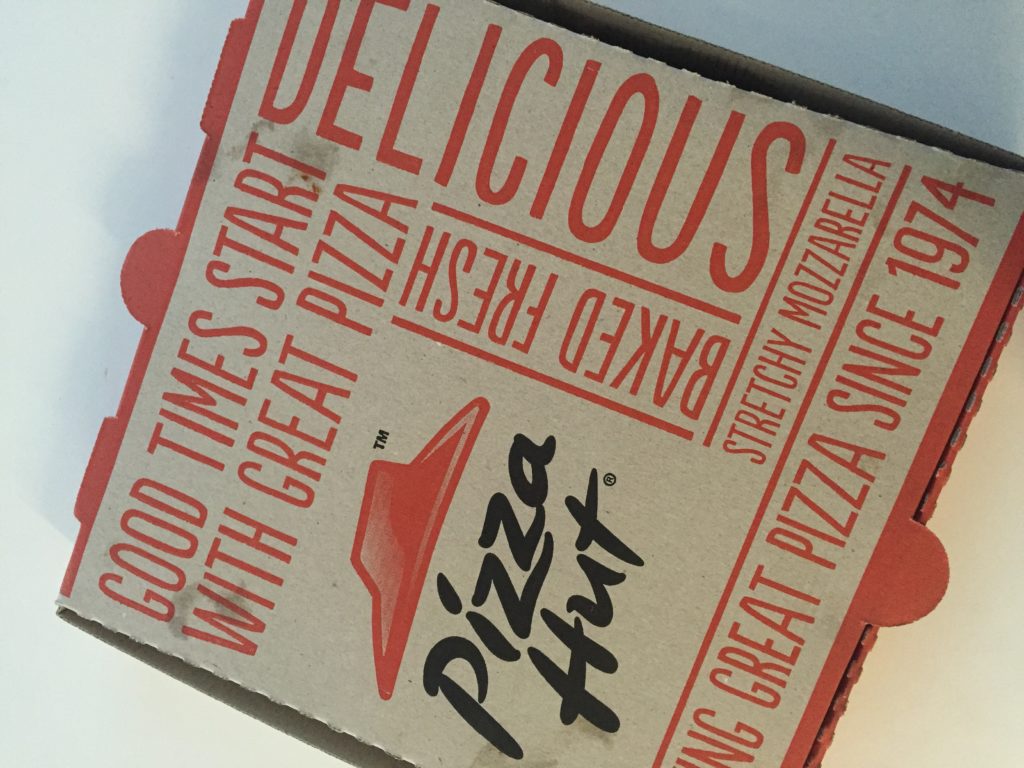 DELICIOUS
GOOD TIMES START
WITH GREAT PIZZA
BAKED FRESH
STRETCHY MOZZARELLA
GREAT PIZZA SINCE 1974
TM
Pizza
Hut®